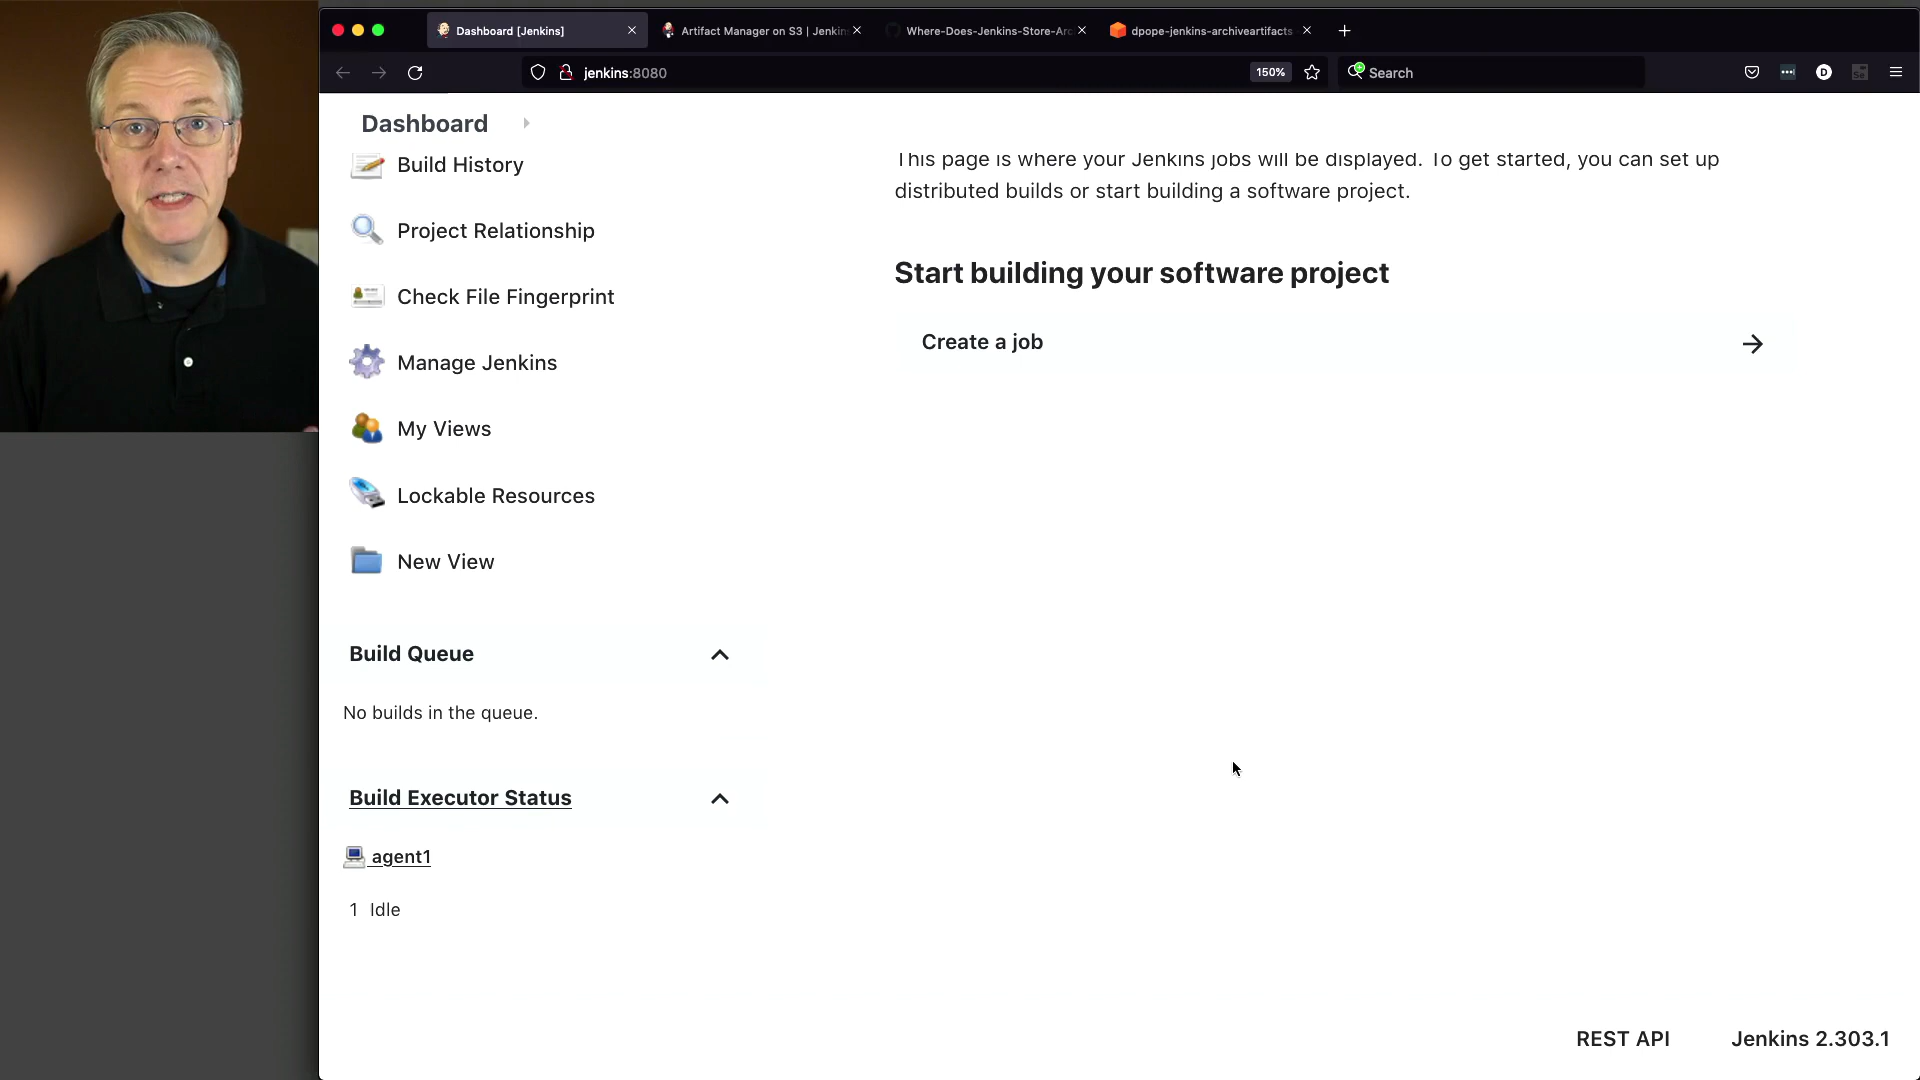 Dashboard [Jenkins]
Artifact Manager on S3 | Jenkins
Where-Does-Jenkins-Store-Arc
dpope-jenkins-archiveartifacts
jenkins:8080
150%
Search
Dashboard
Build History
Project Relationship
Check File Fingerprint
Manage Jenkins
My Views
Lockable Resources
New View
Build Queue
No builds in the queue.
Build Executor Status
agent1
1 Idle
This page is where your Jenkins jobs will be displayed. To get started, you can set up
distributed builds or start building a software project.
Start building your software project
Create a job
REST API
Jenkins 2.303.1